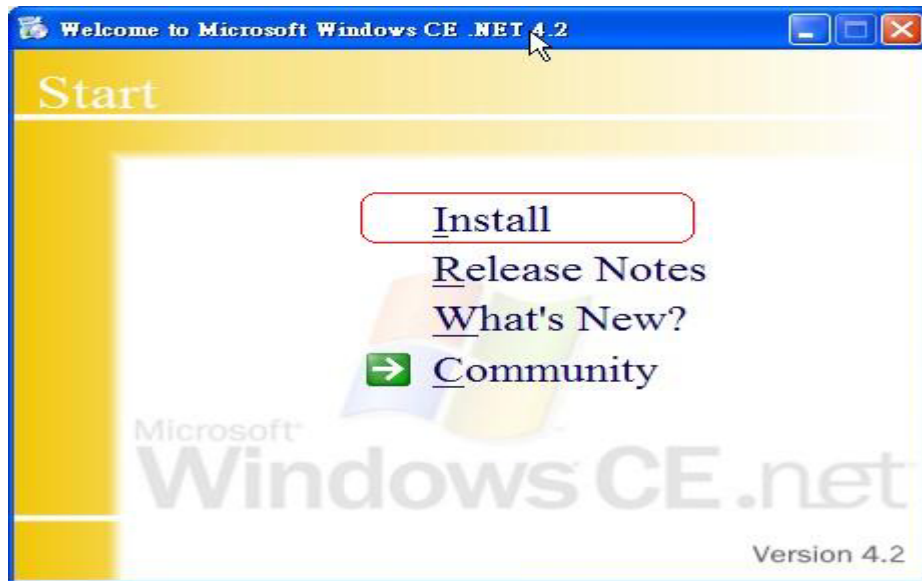 Welcome to Microsoft Windows CE .NET 4.2
Start
Install
Release Notes
What's New?
Community
Microsoft
Windows CE .net
Version 4.2